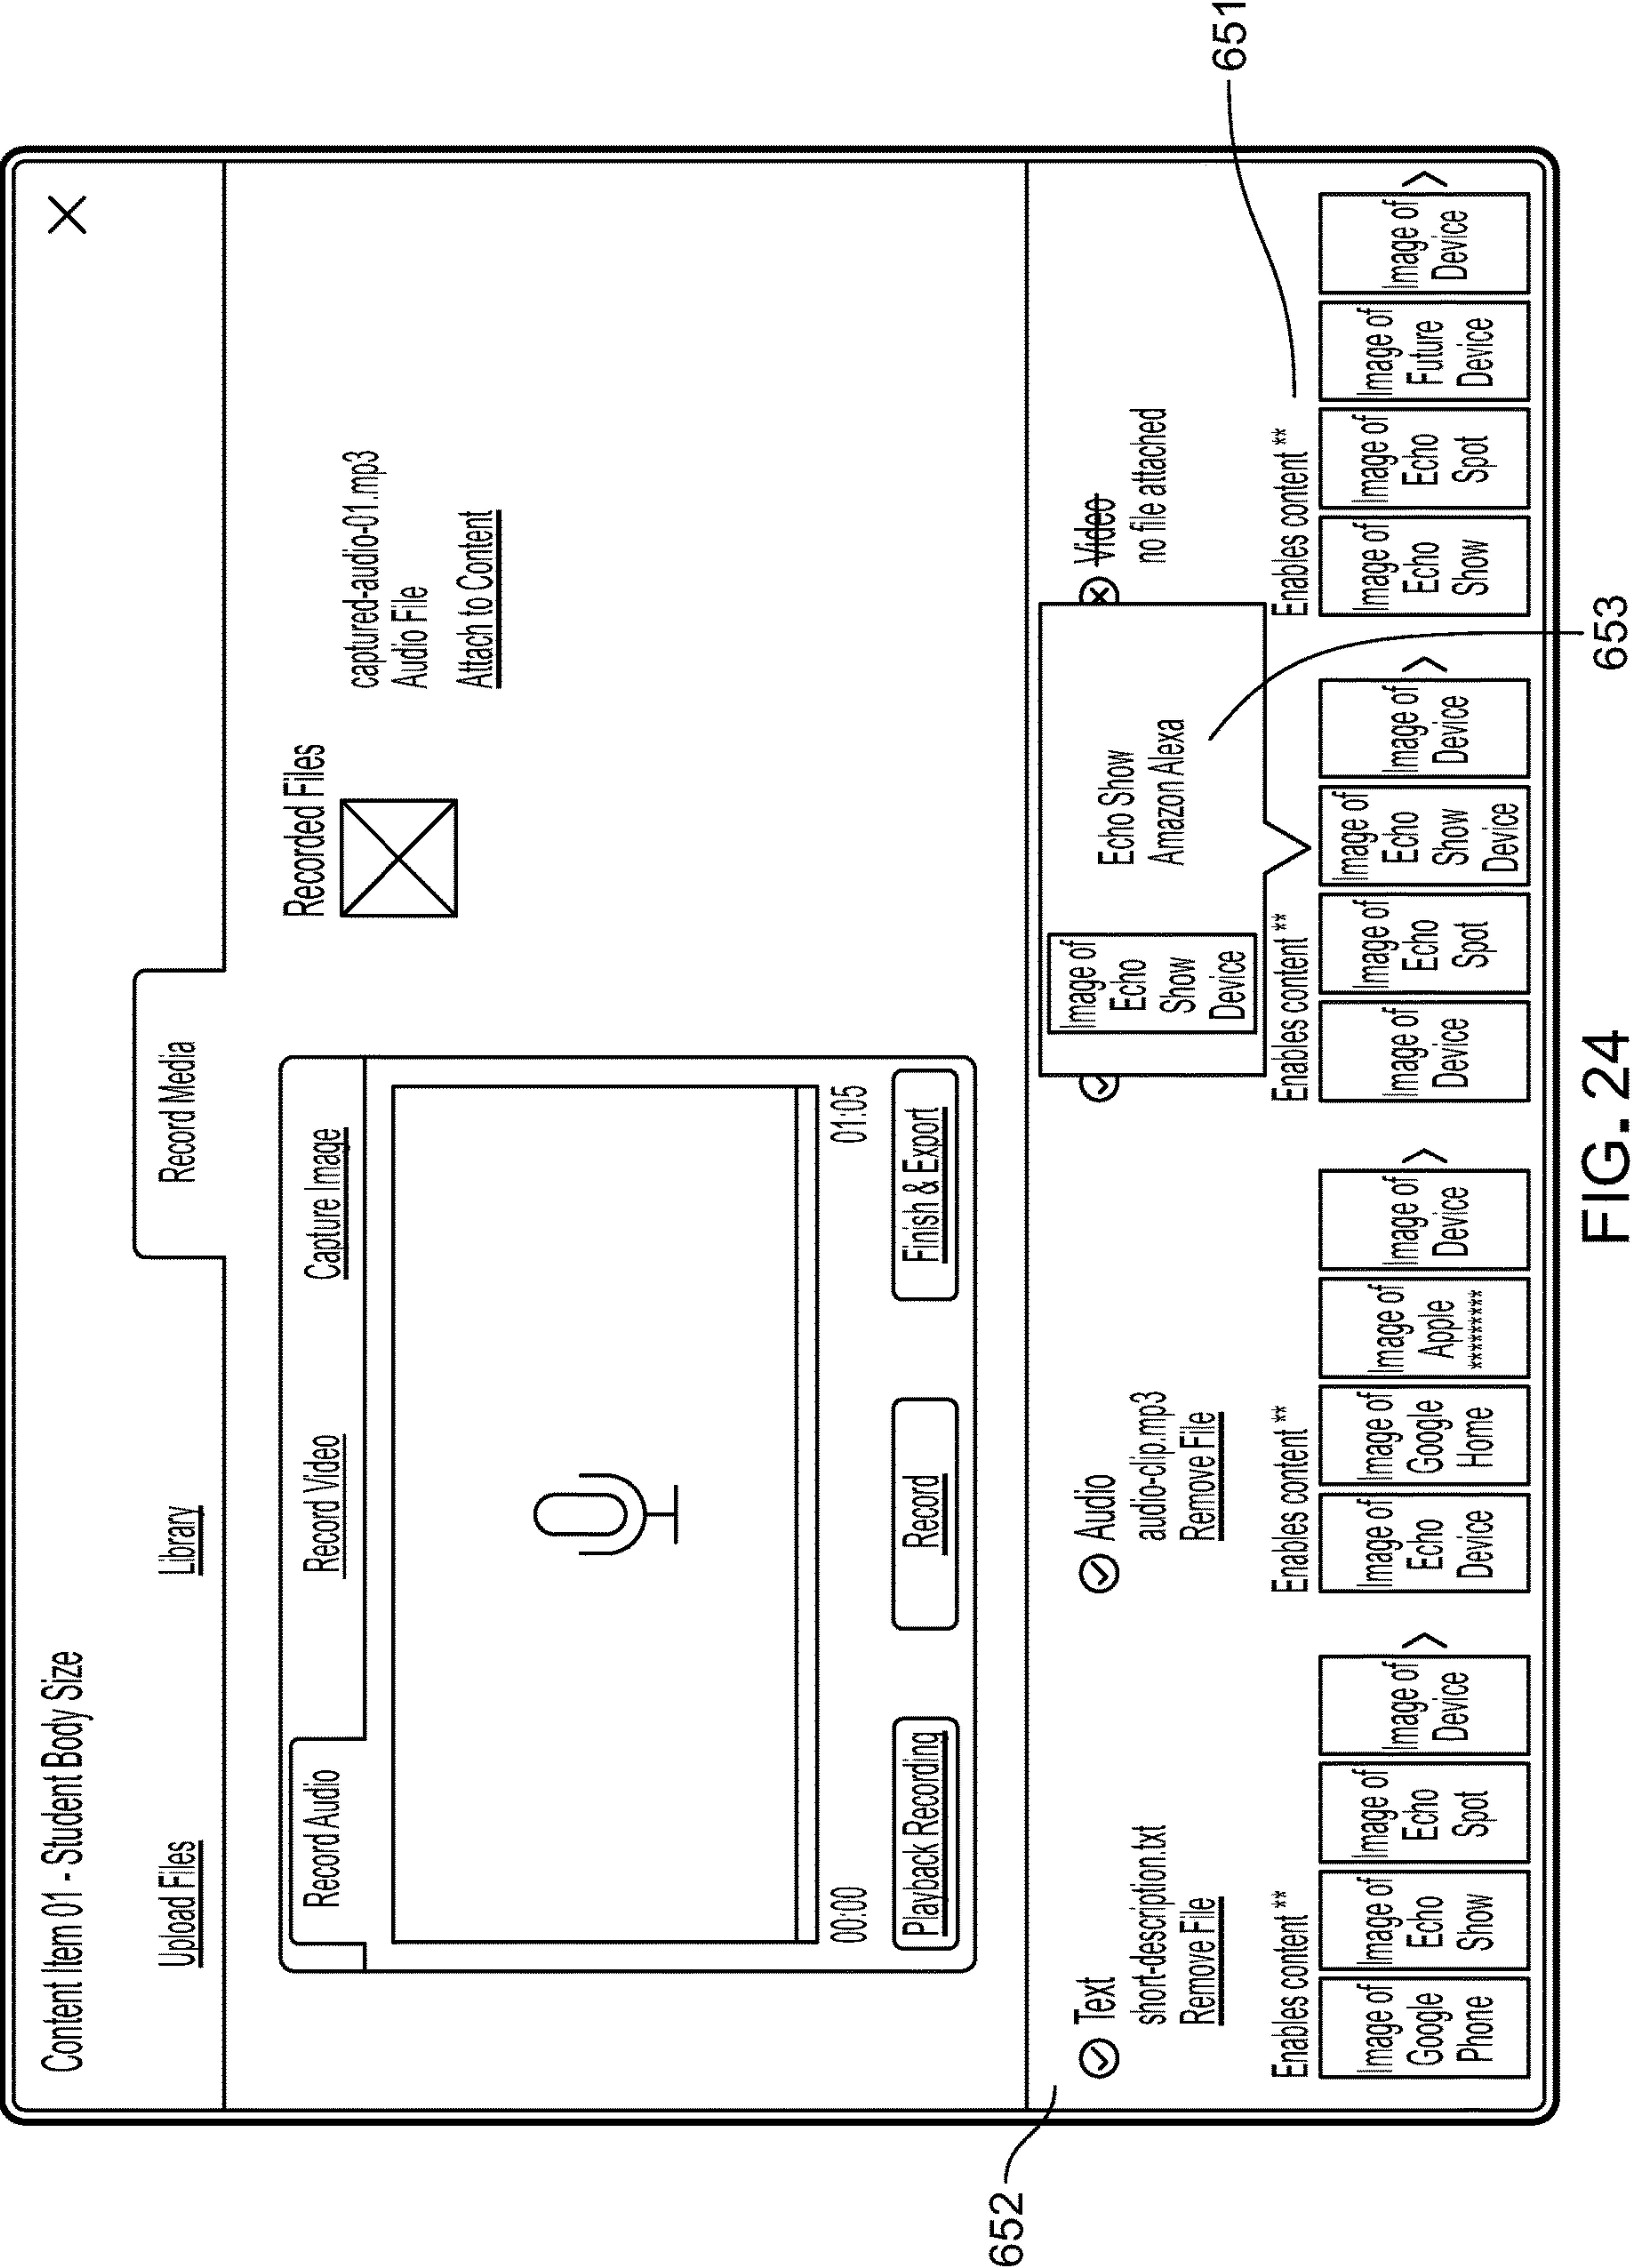 Content Item 01 - Student Body Size
Upload Files
Library
Record Media
Record Audio
Record Video
Capture Image
00:00
01:05
Playback Recording
Record
Finish & Export
Recorded Files
captured-audio-01.mp3
Audio File
Attach to Content
Text
short-description.txt
Remove File
Enables content **
Image of
Google
Phone
Image of
Echo
Show
Image of
Echo
Spot
Image of
Device
Audio
audio-clip.mp3
Remove File
Enables content **
Image of
Echo
Device
Image of
Google
Home
Image of
Apple
*********
Image of
Device
Image of
Echo
Show
Device
Echo Show
Amazon Alexa
Enables content **
Image of
Device
Image of
Echo
Spot
Image of
Echo
Show
Device
Image of
Device
Video
no file attached
Enables content **
Image of
Echo
Show
Image of
Echo
Spot
Image of
Future
Device
Image of
Device
652
653
651
FIG. 24